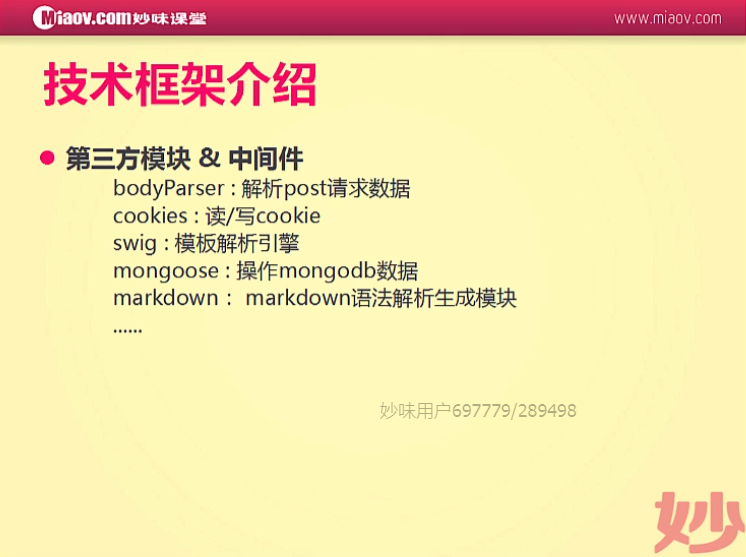 Miaov.com妙味课堂
www.miaov.com
技术框架介绍
第三方模块 & 中间件
bodyParser : 解析post请求数据
cookies : 读/写cookie
swig : 模板解析引擎
mongoose : 操作mongodb数据
markdown： markdown语法解析生成模块
......
妙味用户697779/289498
妙